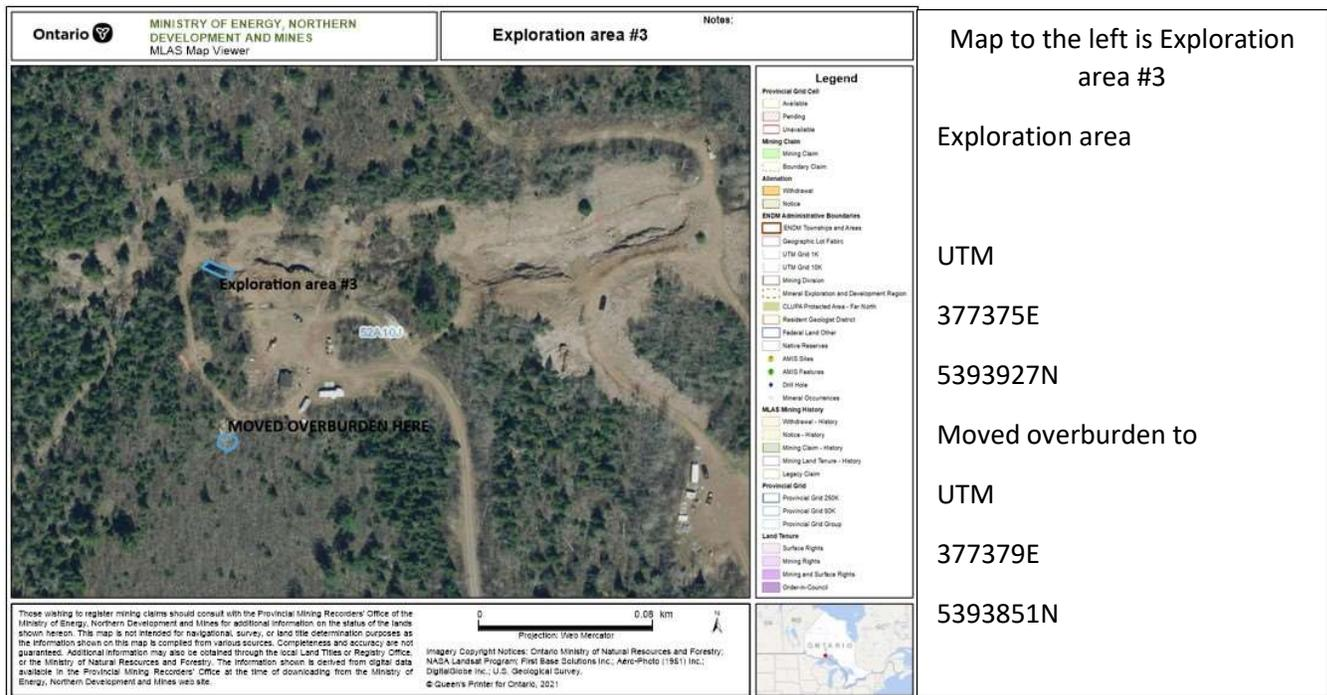 Ontario
MINISTRY OF ENERGY, NORTHERN
DEVELOPMENT AND MINES
MLAS Map Viewer
Exploration area #3
Notes:
Exploration area #3
52A10J
MOVED OVERBURDEN HERE
Legend
Provincial Grid Cell
Available
Pending
Unavailable
Mining Claim
Mining Claim
Boundary Claim
Alienation
Withdrawal
Notice
ENDM Administrative Boundaries
ENDM Townships and Areas
Geographic Lot Fabric
UTM Grid 1K
UTM Grid 10K
Mining Division
Mineral Exploration and Development Region
CLUPA Protected Area - Far North
Resident Geologist District
Federal Land Other
Native Reserves
AMIS Sites
AMIS Features
Drill Hole
Mineral Occurrences
MLAS Mining History
Withdrawal - History
Notice - History
Mining Claim - History
Mining Land Tenure - History
Legacy Claim
Provincial Grid
Provincial Grid 250K
Provincial Grid 50K
Provincial Grid Group
Land Tenure
Surface Rights
Mining Rights
Mining and Surface Rights
Order-in-Council
Those wishing to register mining claims should consult with the Provincial Mining Recorders' Office of the
Ministry of Energy, Northern Development and Mines for additional information on the status of the lands
shown hereon. This map is not intended for navigational, survey, or land title determination purposes as
the information shown on this map is compiled from various sources. Completeness and accuracy are not
guaranteed. Additional information may also be obtained through the local Land Titles or Registry Office,
or the Ministry of Natural Resources and Forestry. The information shown is derived from digital data
available in the Provincial Mining Recorders' Office at the time of downloading from the Ministry of
Energy, Northern Development and Mines web site.
0 0.08 km
N
Projection: Web Mercator
Imagery Copyright Notices: Ontario Ministry of Natural Resources and Forestry;
NASA Landsat Program; First Base Solutions Inc.; Aéro-Photo (1961) Inc.;
DigitalGlobe Inc.; U.S. Geological Survey.
© Queen's Printer for Ontario, 2021
ONTARIO
Map to the left is Exploration
area #3
Exploration area
UTM
377375E
5393927N
Moved overburden to
UTM
377379E
5393851N